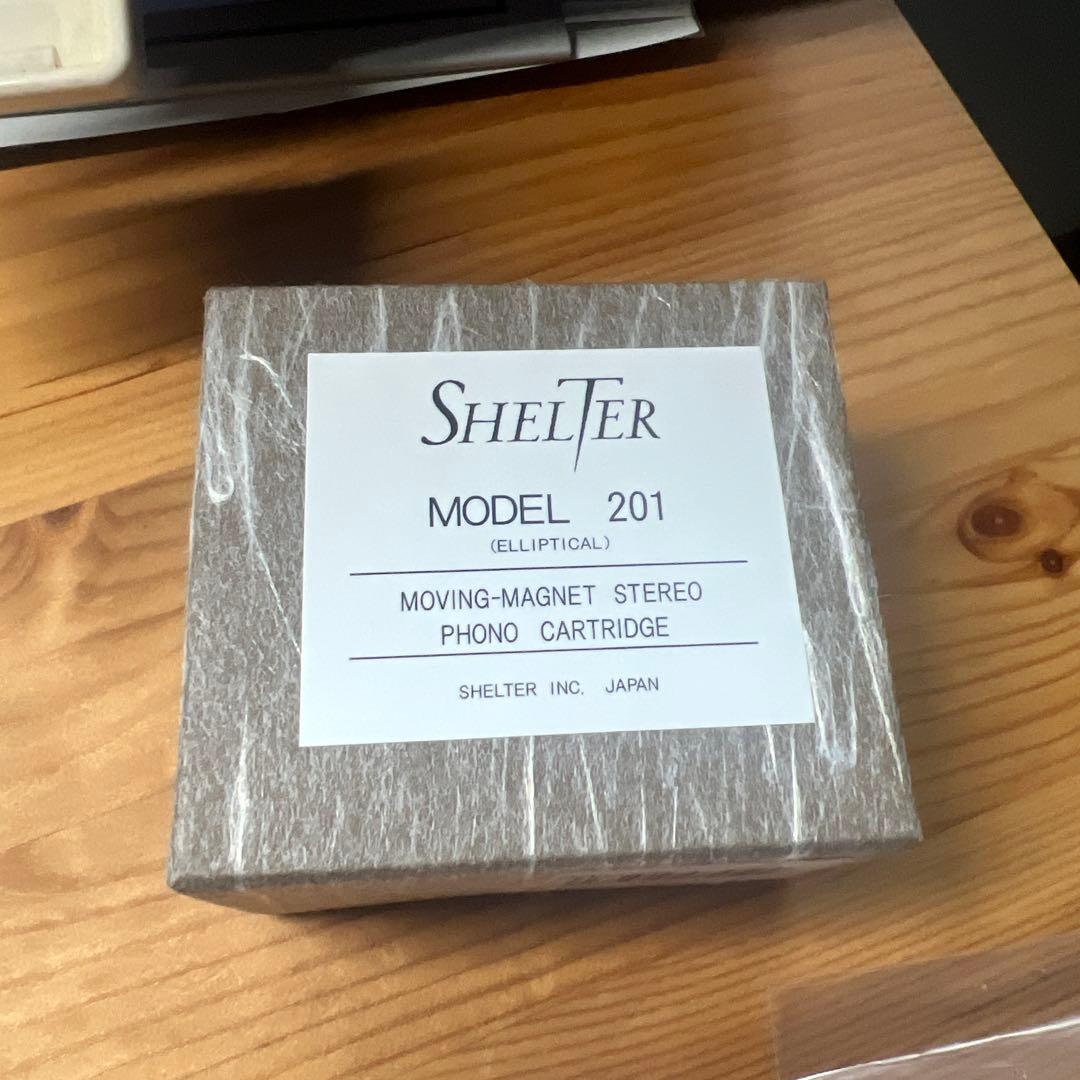 SHELTER
MODEL 201
(ELLIPTICAL)
MOVING-MAGNET STEREO
PHONO CARTRIDGE
SHELTER INC. JAPAN